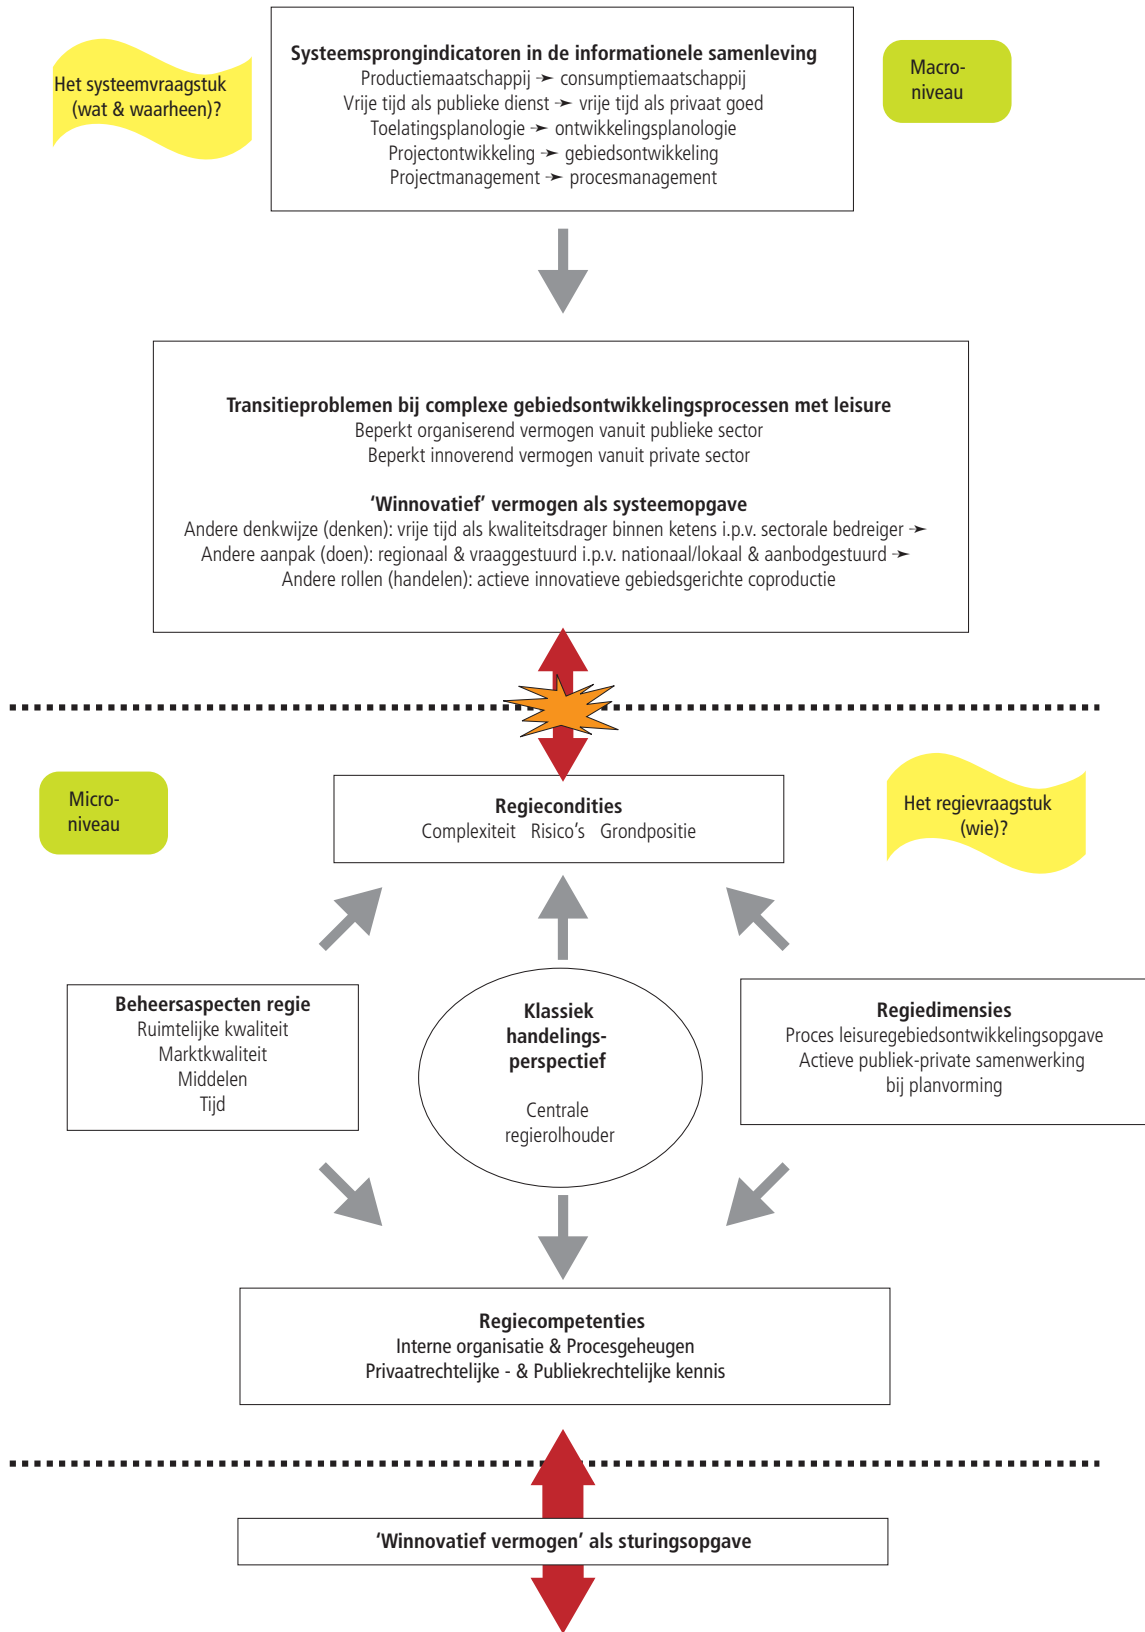 Systeemsprongindicatoren in de informationele samenleving
Productiemaatschappij ➛ consumptiemaatschappij
Vrije tijd als publieke dienst ➛ vrije tijd als privaat goed
Toelatingsplanologie ➛ ontwikkelingsplanologie
Projectontwikkeling ➛ gebiedsontwikkeling
Projectmanagement ➛ procesmanagement
Het systeemvraagstuk
(wat & waarheen)?
Macro-
niveau
Transitieproblemen bij complexe gebiedsontwikkelingsprocessen met leisure
Beperkt organiserend vermogen vanuit publieke sector
Beperkt innoverend vermogen vanuit private sector
‘Winnovatief’ vermogen als systeemopgave
Andere denkwijze (denken): vrije tijd als kwaliteitsdrager binnen ketens i.p.v. sectorale bedreiger ➛
Andere aanpak (doen): regionaal & vraaggestuurd i.p.v. nationaal/lokaal & aanbodgestuurd ➛
Andere rollen (handelen): actieve innovatieve gebiedsgerichte coproductie
Micro-
niveau
Regiecondities
Complexiteit Risico’s Grondpositie
Het regievraagstuk
(wie)?
Beheersaspecten regie
Ruimtelijke kwaliteit
Marktkwaliteit
Middelen
Tijd
Klassiek
handelings-
perspectief
Centrale
regierolhouder
Regiedimensies
Proces leisuregebiedsontwikkelingsopgave
Actieve publiek-private samenwerking
bij planvorming
Regiecompetenties
Interne organisatie & Procesgeheugen
Privaatrechtelijke - & Publiekrechtelijke kennis
‘Winnovatief vermogen’ als sturingsopgave